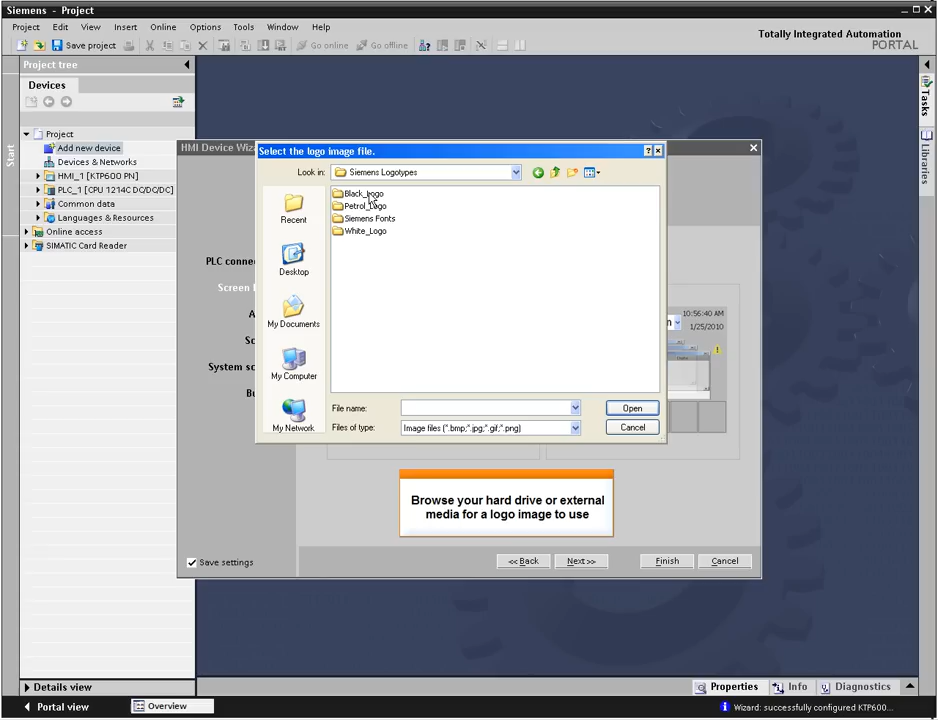 Siemens - Project
Project Edit View Insert Online Options Tools Window Help
Totally Integrated Automation
PORTAL
Save project
Go online
Go offline
Project tree
Devices
Start
Project
Add new device
Devices & Networks
HMI_1 [KTP600 PN]
PLC_1 [CPU 1214C DC/DC/DC]
Common data
Languages & Resources
Online access
SIMATIC Card Reader
Tasks
Libraries
HMI Device Wiz
Select the logo image file.
Look in: Siemens Logotypes
Recent
Desktop
My Documents
My Computer
My Network
Black_Logo
Petrol_Logo
Siemens Fonts
White_Logo
File name:
Open
Files of type: Image files (*.bmp;*.jpg;*.gif;*.png)
Cancel
PLC conne
Screen l
A
Sc
System sc
Bu
10:56:40 AM
1/25/2010
Browse your hard drive or external
media for a logo image to use
Save settings
<<Back
Next>>
Finish
Cancel
Details view
Properties
Info
Diagnostics
Portal view
Overview
Wizard: successfully configured KTP600...